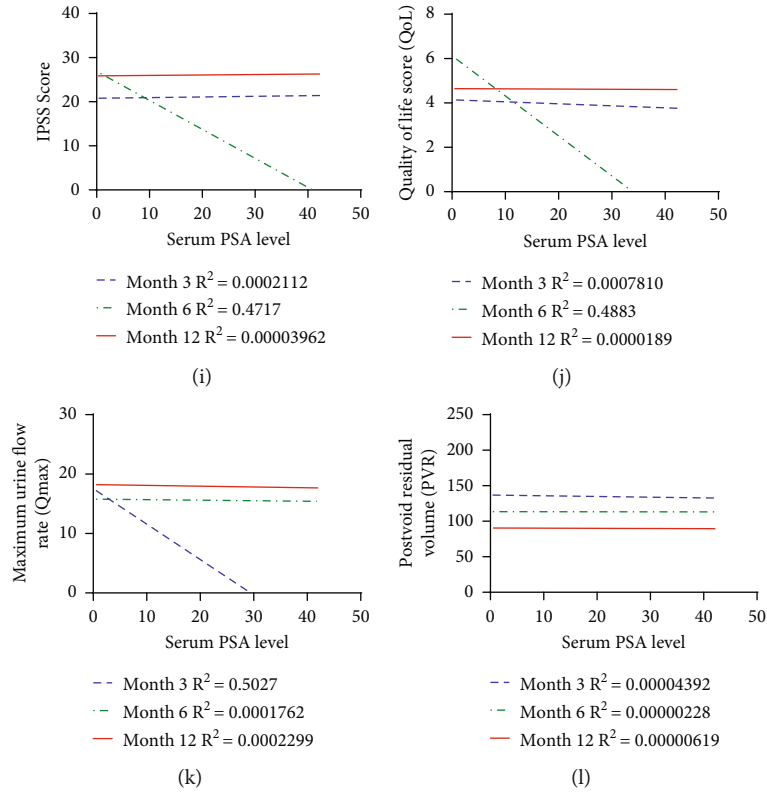 40
30
20
10
0
IPSS Score
0 10 20 30 40 50
Serum PSA level
Month 3 R² = 0.0002112
Month 6 R² = 0.4717
Month 12 R² = 0.00003962
(i)
8
6
4
2
0
Quality of life score (QoL)
0 10 20 30 40 50
Serum PSA level
Month 3 R² = 0.0007810
Month 6 R² = 0.4883
Month 12 R² = 0.0000189
(j)
30
20
10
0
Maximum urine flow
rate (Qmax)
0 10 20 30 40 50
Serum PSA level
Month 3 R² = 0.5027
Month 6 R² = 0.0001762
Month 12 R² = 0.0002299
(k)
250
200
150
100
50
0
Postvoid residual
volume (PVR)
0 10 20 30 40 50
Serum PSA level
Month 3 R² = 0.00004392
Month 6 R² = 0.00000228
Month 12 R² = 0.00000619
(l)